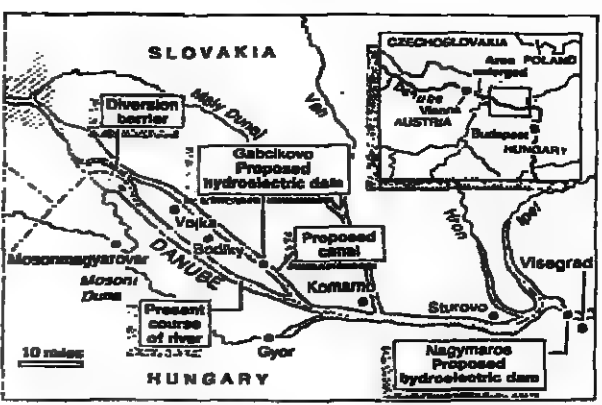 SLOVAKIA
Maly Dunaj
Vah
Diversion
barrier
Gabcikovo
Proposed
hydroelectric dam
Vojka
Bodiky
Proposed
canal
Mosonmagyarovar
DANUBE
Mosoni
Duna
Komarno
Present
course
of river
Gyor
10 miles
HUNGARY
CZECHOSLOVAKIA
Area
enlarged
POLAND
Danube
Vienna
AUSTRIA
Budapest
HUNGARY
Hron
Ipel
Visegrad
Sturovo
Nagymaros
Proposed
hydroelectric dam